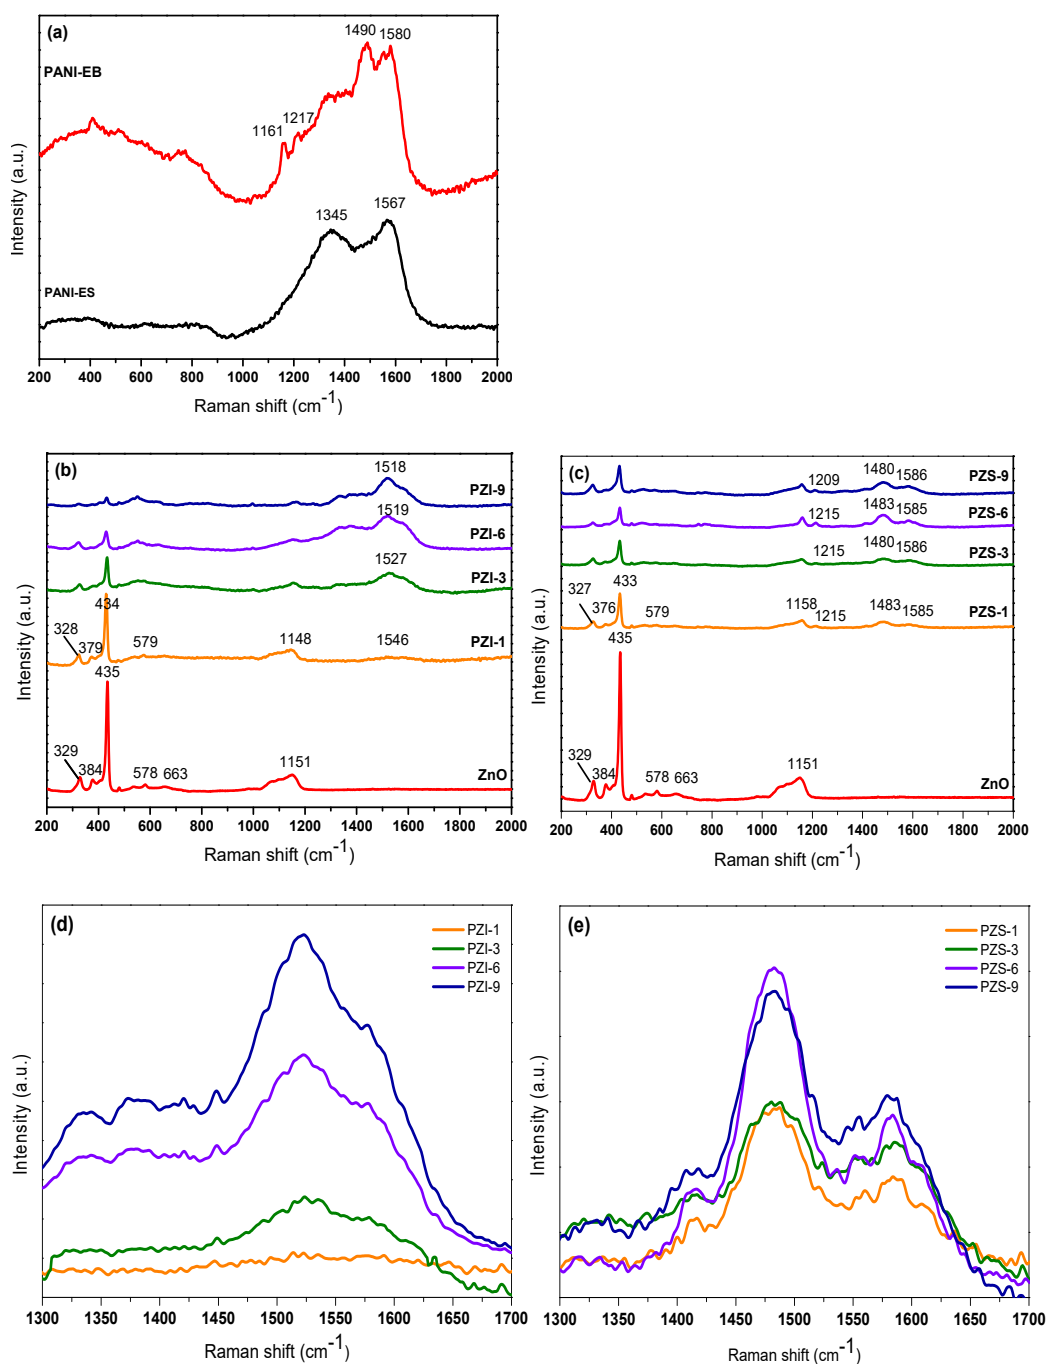 (a)
1490
1580
PANI-EB
1161
1217
1345
1567
PANI-ES
Intensity (a.u.)
200 400 600 800 1000 1200 1400 1600 1800 2000
Raman shift (cm-1)
(b)
1518
PZI-9
1519
PZI-6
1527
PZI-3
434
328
379
579
1148
1546
PZI-1
435
329
384
578
663
1151
ZnO
Intensity (a.u.)
200 400 600 800 1000 1200 1400 1600 1800 2000
Raman shift (cm-1)
(c)
1209
1480
1586
PZS-9
1215
1483
1585
PZS-6
1215
1480
1586
PZS-3
433
327
376
579
1158
1215
1483
1585
PZS-1
435
329
384
578
663
1151
ZnO
Intensity (a.u.)
200 400 600 800 1000 1200 1400 1600 1800 2000
Raman shift (cm-1)
(d)
PZI-1
PZI-3
PZI-6
PZI-9
Intensity (a.u.)
1300 1350 1400 1450 1500 1550 1600 1650 1700
Raman shift (cm-1)
(e)
PZS-1
PZS-3
PZS-6
PZS-9
Intensity (a.u.)
1300 1350 1400 1450 1500 1550 1600 1650 1700
Raman shift (cm-1)